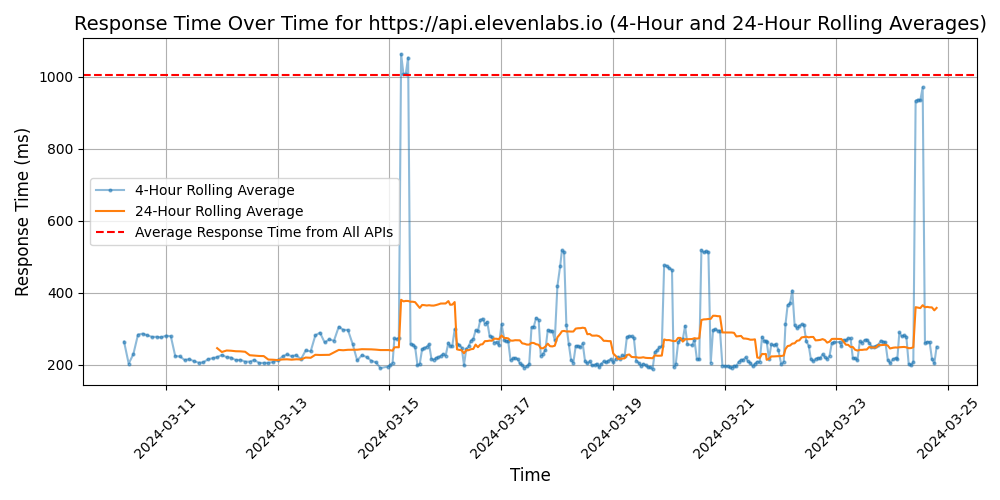 Response Time Over Time for https://api.elevenlabs.io (4-Hour and 24-Hour Rolling Averages)
Response Time (ms)
1000
800
600
400
200
4-Hour Rolling Average
24-Hour Rolling Average
Average Response Time from All APIs
2024-03-11
2024-03-13
2024-03-15
2024-03-17
2024-03-19
2024-03-21
2024-03-23
2024-03-25
Time